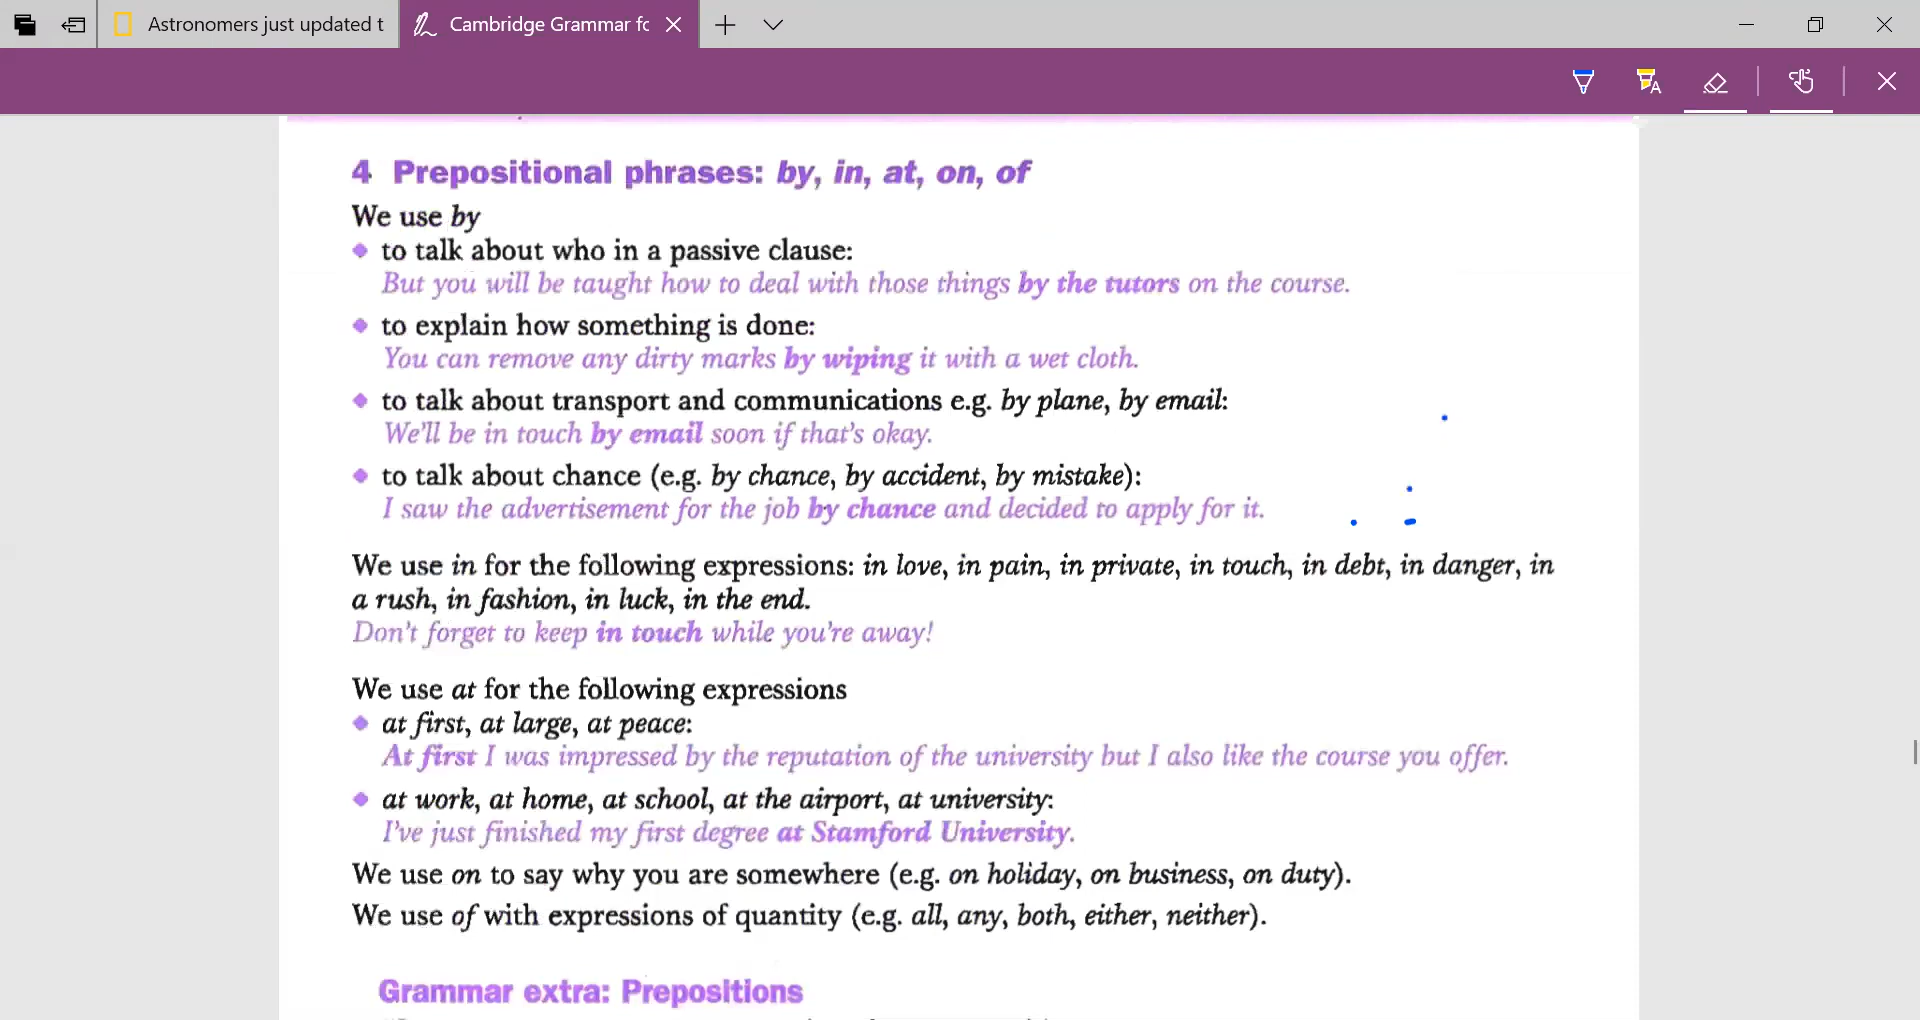 Astronomers just updated t
Cambridge Grammar fo
4 Prepositional phrases: by, in, at, on, of
We use by
to talk about who in a passive clause:
But you will be taught how to deal with those things by the tutors on the course.
to explain how something is done:
You can remove any dirty marks by wiping it with a wet cloth.
to talk about transport and communications e.g. by plane, by email:
We'll be in touch by email soon if that's okay.
to talk about chance (e.g. by chance, by accident, by mistake):
I saw the advertisement for the job by chance and decided to apply for it.
We use in for the following expressions: in love, in pain, in private, in touch, in debt, in danger, in
a rush, in fashion, in luck, in the end.
Don't forget to keep in touch while you're away!
We use at for the following expressions
at first, at large, at peace:
At first I was impressed by the reputation of the university but I also like the course you offer.
at work, at home, at school, at the airport, at university:
I've just finished my first degree at Stamford University.
We use on to say why you are somewhere (e.g. on holiday, on business, on duty).
We use of with expressions of quantity (e.g. all, any, both, either, neither).
Grammar extra: Prepositions